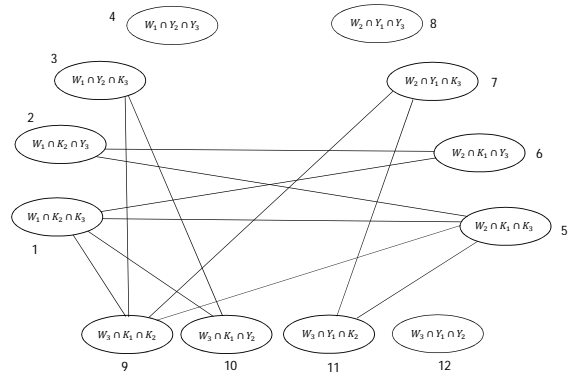 4
W₁ ∩ Y₂ ∩ Y₃
W₂ ∩ Y₁ ∩ Y₃
8
3
W₁ ∩ Y₂ ∩ K₃
W₂ ∩ Y₁ ∩ K₃
7
2
W₁ ∩ K₂ ∩ Y₃
W₂ ∩ K₁ ∩ Y₃
6
W₁ ∩ K₂ ∩ K₃
1
W₂ ∩ K₁ ∩ K₃
5
W₃ ∩ K₁ ∩ K₂
W₃ ∩ K₁ ∩ Y₂
W₃ ∩ Y₁ ∩ K₂
W₃ ∩ Y₁ ∩ Y₂
9
10
11
12